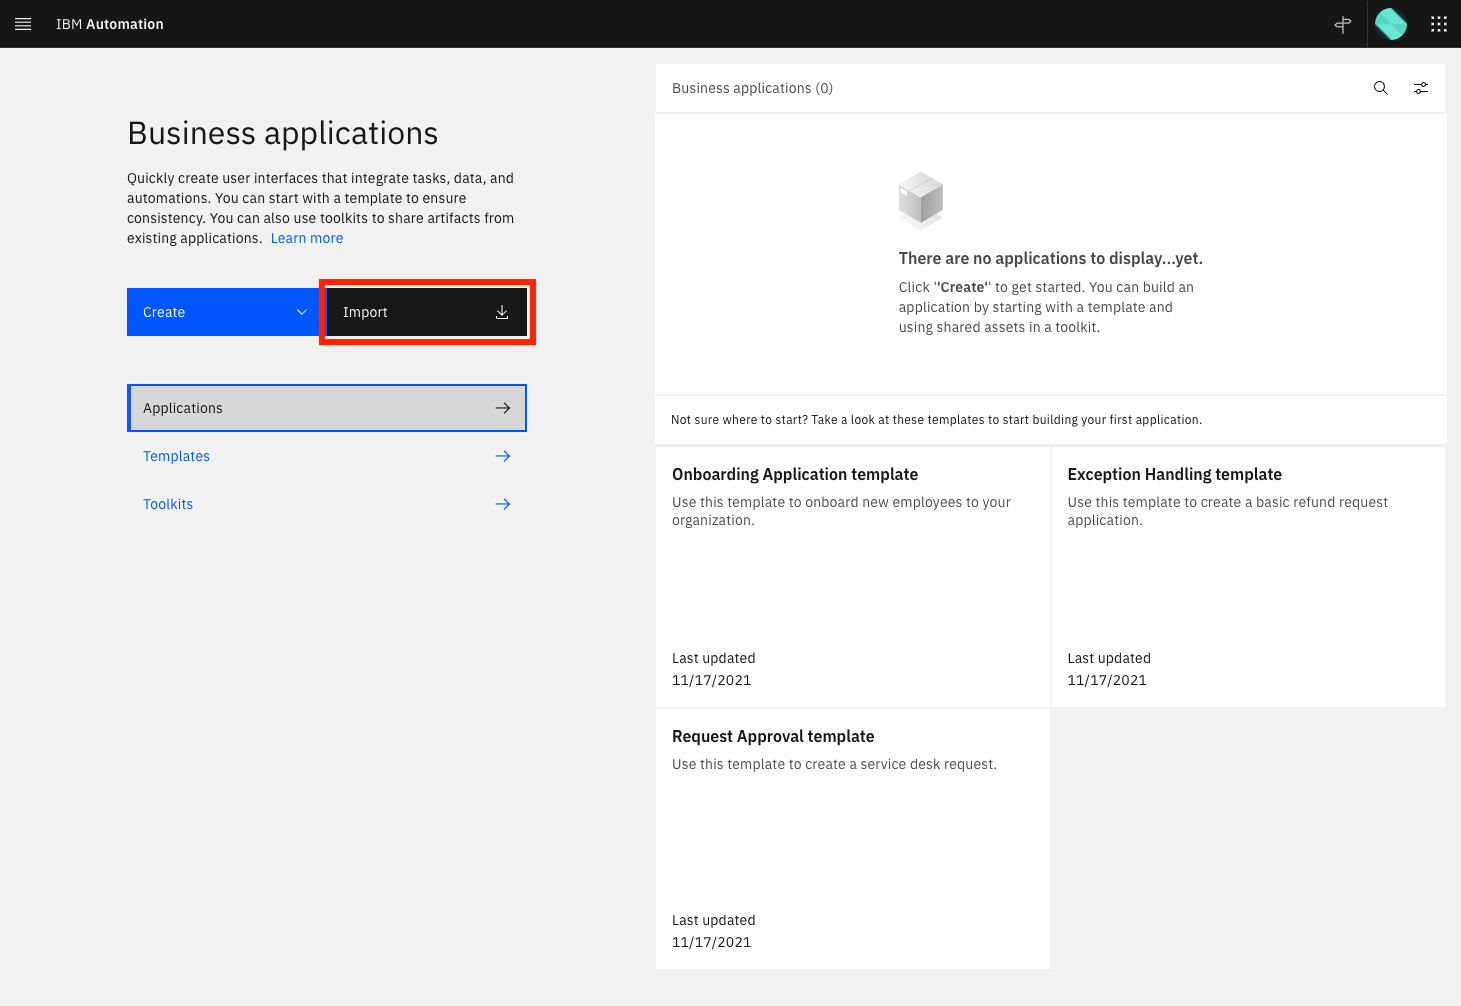 IBM Automation
Business applications
Quickly create user interfaces that integrate tasks, data, and
automations. You can start with a template to ensure
consistency. You can also use toolkits to share artifacts from
existing applications. Learn more
Create
Import
Applications
Templates
Toolkits
Business applications (0)
There are no applications to display...yet.
Click ''Create'' to get started. You can build an
application by starting with a template and
using shared assets in a toolkit.
Not sure where to start? Take a look at these templates to start building your first application.
Onboarding Application template
Use this template to onboard new employees to your
organization.
Last updated
11/17/2021
Exception Handling template
Use this template to create a basic refund request
application.
Last updated
11/17/2021
Request Approval template
Use this template to create a service desk request.
Last updated
11/17/2021